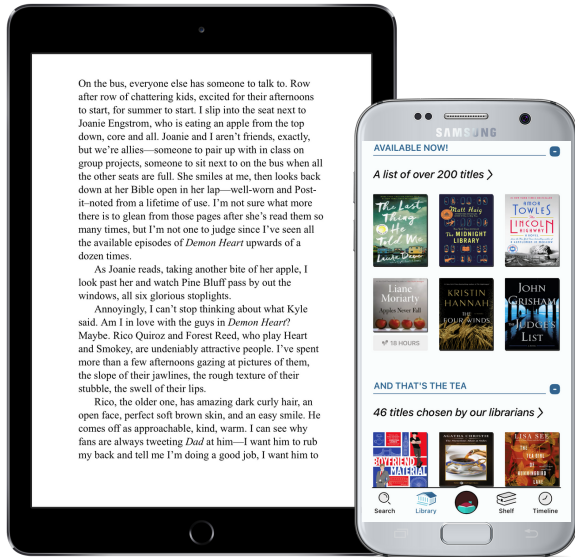 On the bus, everyone else has someone to talk to. Row
after row of chattering kids, excited for their afternoons
to start, for summer to start. I slip into the seat next to
Joanie Engstrom, who is eating an apple from the top
down, core and all. Joanie and I aren't friends, exactly,
but we're allies—someone to pair up with in class on
group projects, someone to sit next to on the bus when all
the other seats are full. She smiles at me, then looks back
down at her Bible open in her lap—well-worn and Post-
it–noted from a lifetime of use. I'm not sure what more
there is to glean from those pages after she's read them so
many times, but I'm not one to judge since I've seen all
the available episodes of Demon Heart upwards of a
dozen times.
As Joanie reads, taking another bite of her apple, I
look past her and watch Pine Bluff pass by out the
windows, all six glorious stoplights.
Annoyingly, I can't stop thinking about what Kyle
said. Am I in love with the guys in Demon Heart?
Maybe. Rico Quiroz and Forest Reed, who play Heart
and Smokey, are undeniably attractive people. I've spent
more than a few afternoons gazing at pictures of them,
the slope of their jawlines, the rough texture of their
stubble, the swell of their lips.
Rico, the older one, has amazing dark curly hair, an
open face, perfect soft brown skin, and an easy smile. He
comes off as approachable, kind, warm. I can see why
fans are always tweeting Dad at him—I want him to rub
my back and tell me I'm doing a good job, I want him to
SAMSUNG
AVAILABLE NOW!
A list of over 200 titles
The Last
Thing
He
Told Me
Laura Dave
Matt Haig
THE
MIDNIGHT
LIBRARY
AMOR
TOWLES
THE
LINCOLN
HIGHWAY
Liane
Moriarty
Apples Never Fall
18 HOURS
KRISTIN
HANNAH
THE
FOUR WINDS
JOHN
GRISHAM
THE
JUDGE'S
LIST
AND THAT'S THE TEA
46 titles chosen by our librarians
BOYFRIEND
MATERIAL
AGATHA CHRISTIE
LISA SEE
THE
TEA GIRL
OF
HUMMINGBIRD
LANE
Search
Library
Shelf
Timeline